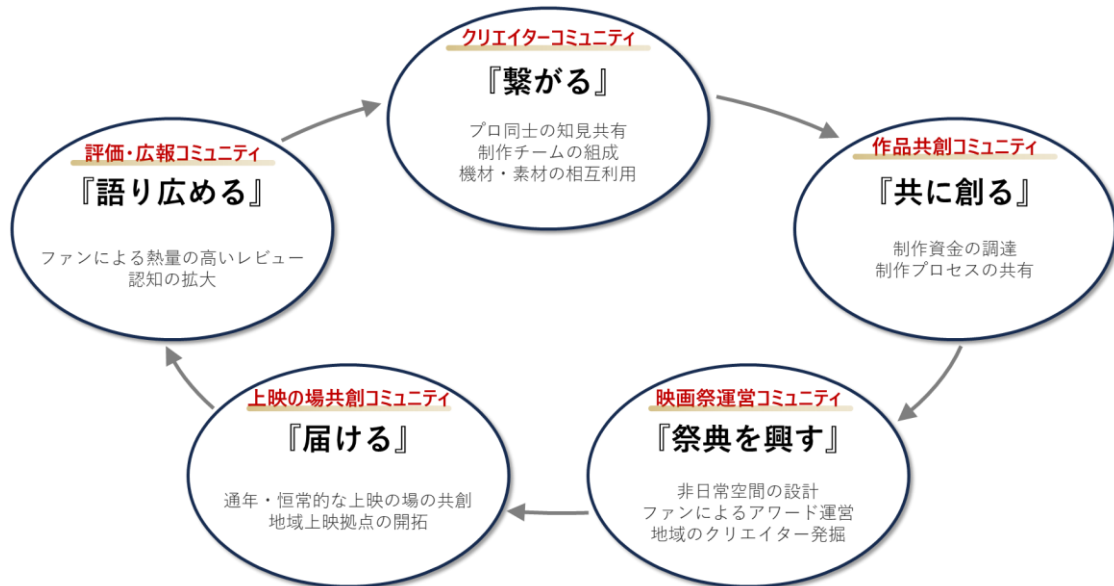 クリエイターコミュニティ
『繋がる』
プロ同士の知見共有
制作チームの組成
機材・素材の相互利用
作品共創コミュニティ
『共に創る』
制作資金の調達
制作プロセスの共有
映画祭運営コミュニティ
『祭典を興す』
非日常空間の設計
ファンによるアワード運営
地域のクリエイター発掘
上映の場共創コミュニティ
『届ける』
通年・恒常的な上映の場の共創
地域上映拠点の開拓
評価・広報コミュニティ
『語り広める』
ファンによる熱量の高いレビュー
認知の拡大